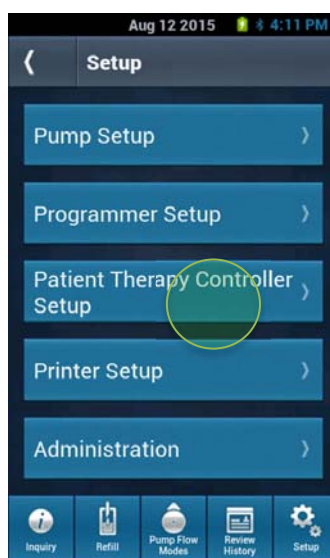 Aug 12 2015 4:11 PM
Setup
Pump Setup
Programmer Setup
Patient Therapy Controller
Setup
Printer Setup
Administration
Inquiry
Refill
Pump Flow
Modes
Review
History
Setup